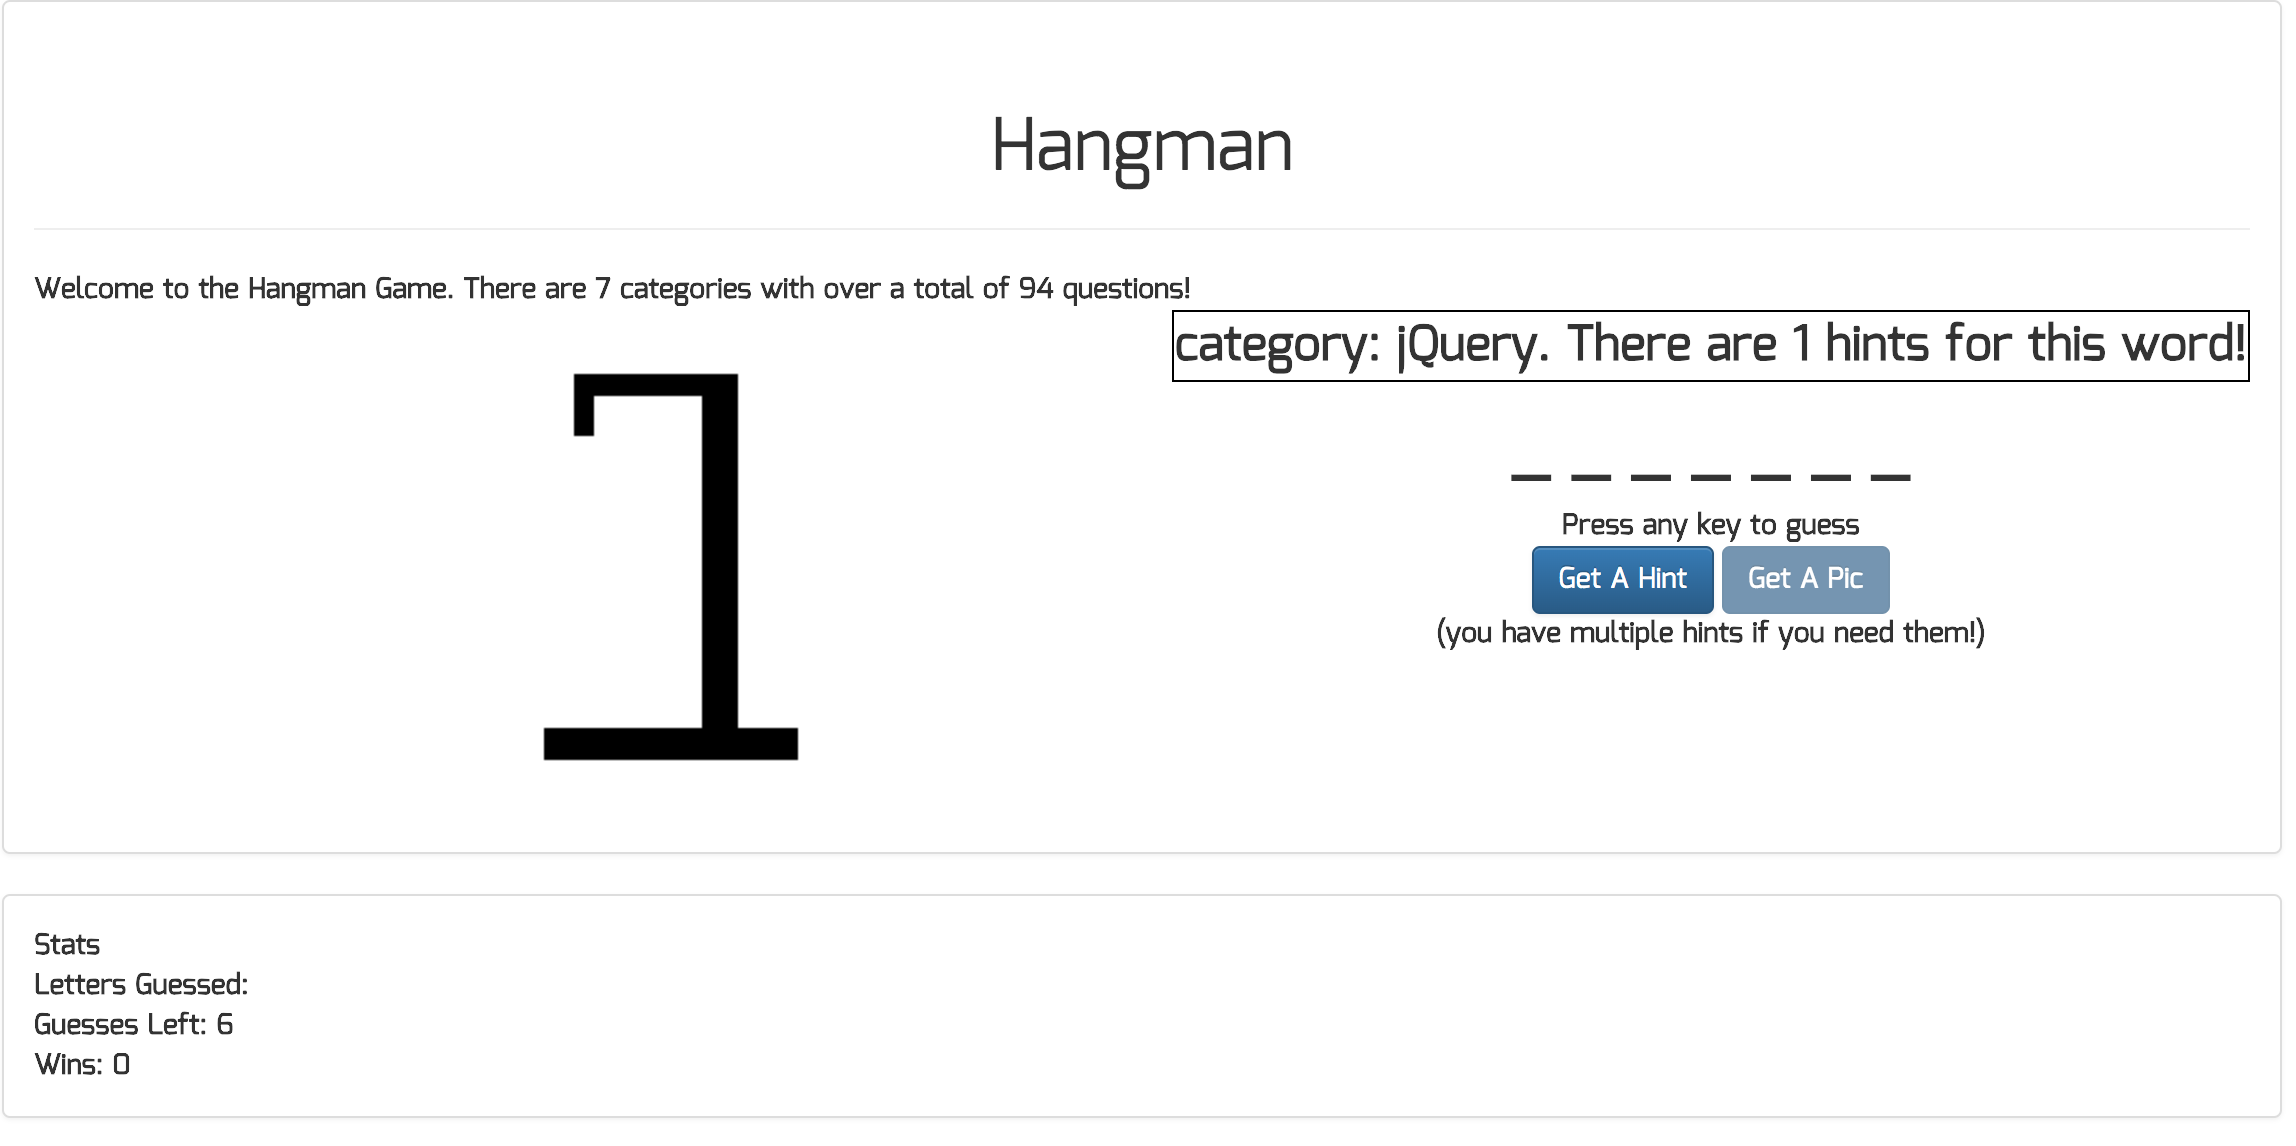 Hangman
Welcome to the Hangman Game. There are 7 categories with over a total of 94 questions!
category: jQuery. There are 1 hints for this word!
_ _ _ _ _ _ _
Press any key to guess
Get A Hint Get A Pic
(you have multiple hints if you need them!)
Stats
Letters Guessed:
Guesses Left: 6
Wins: 0